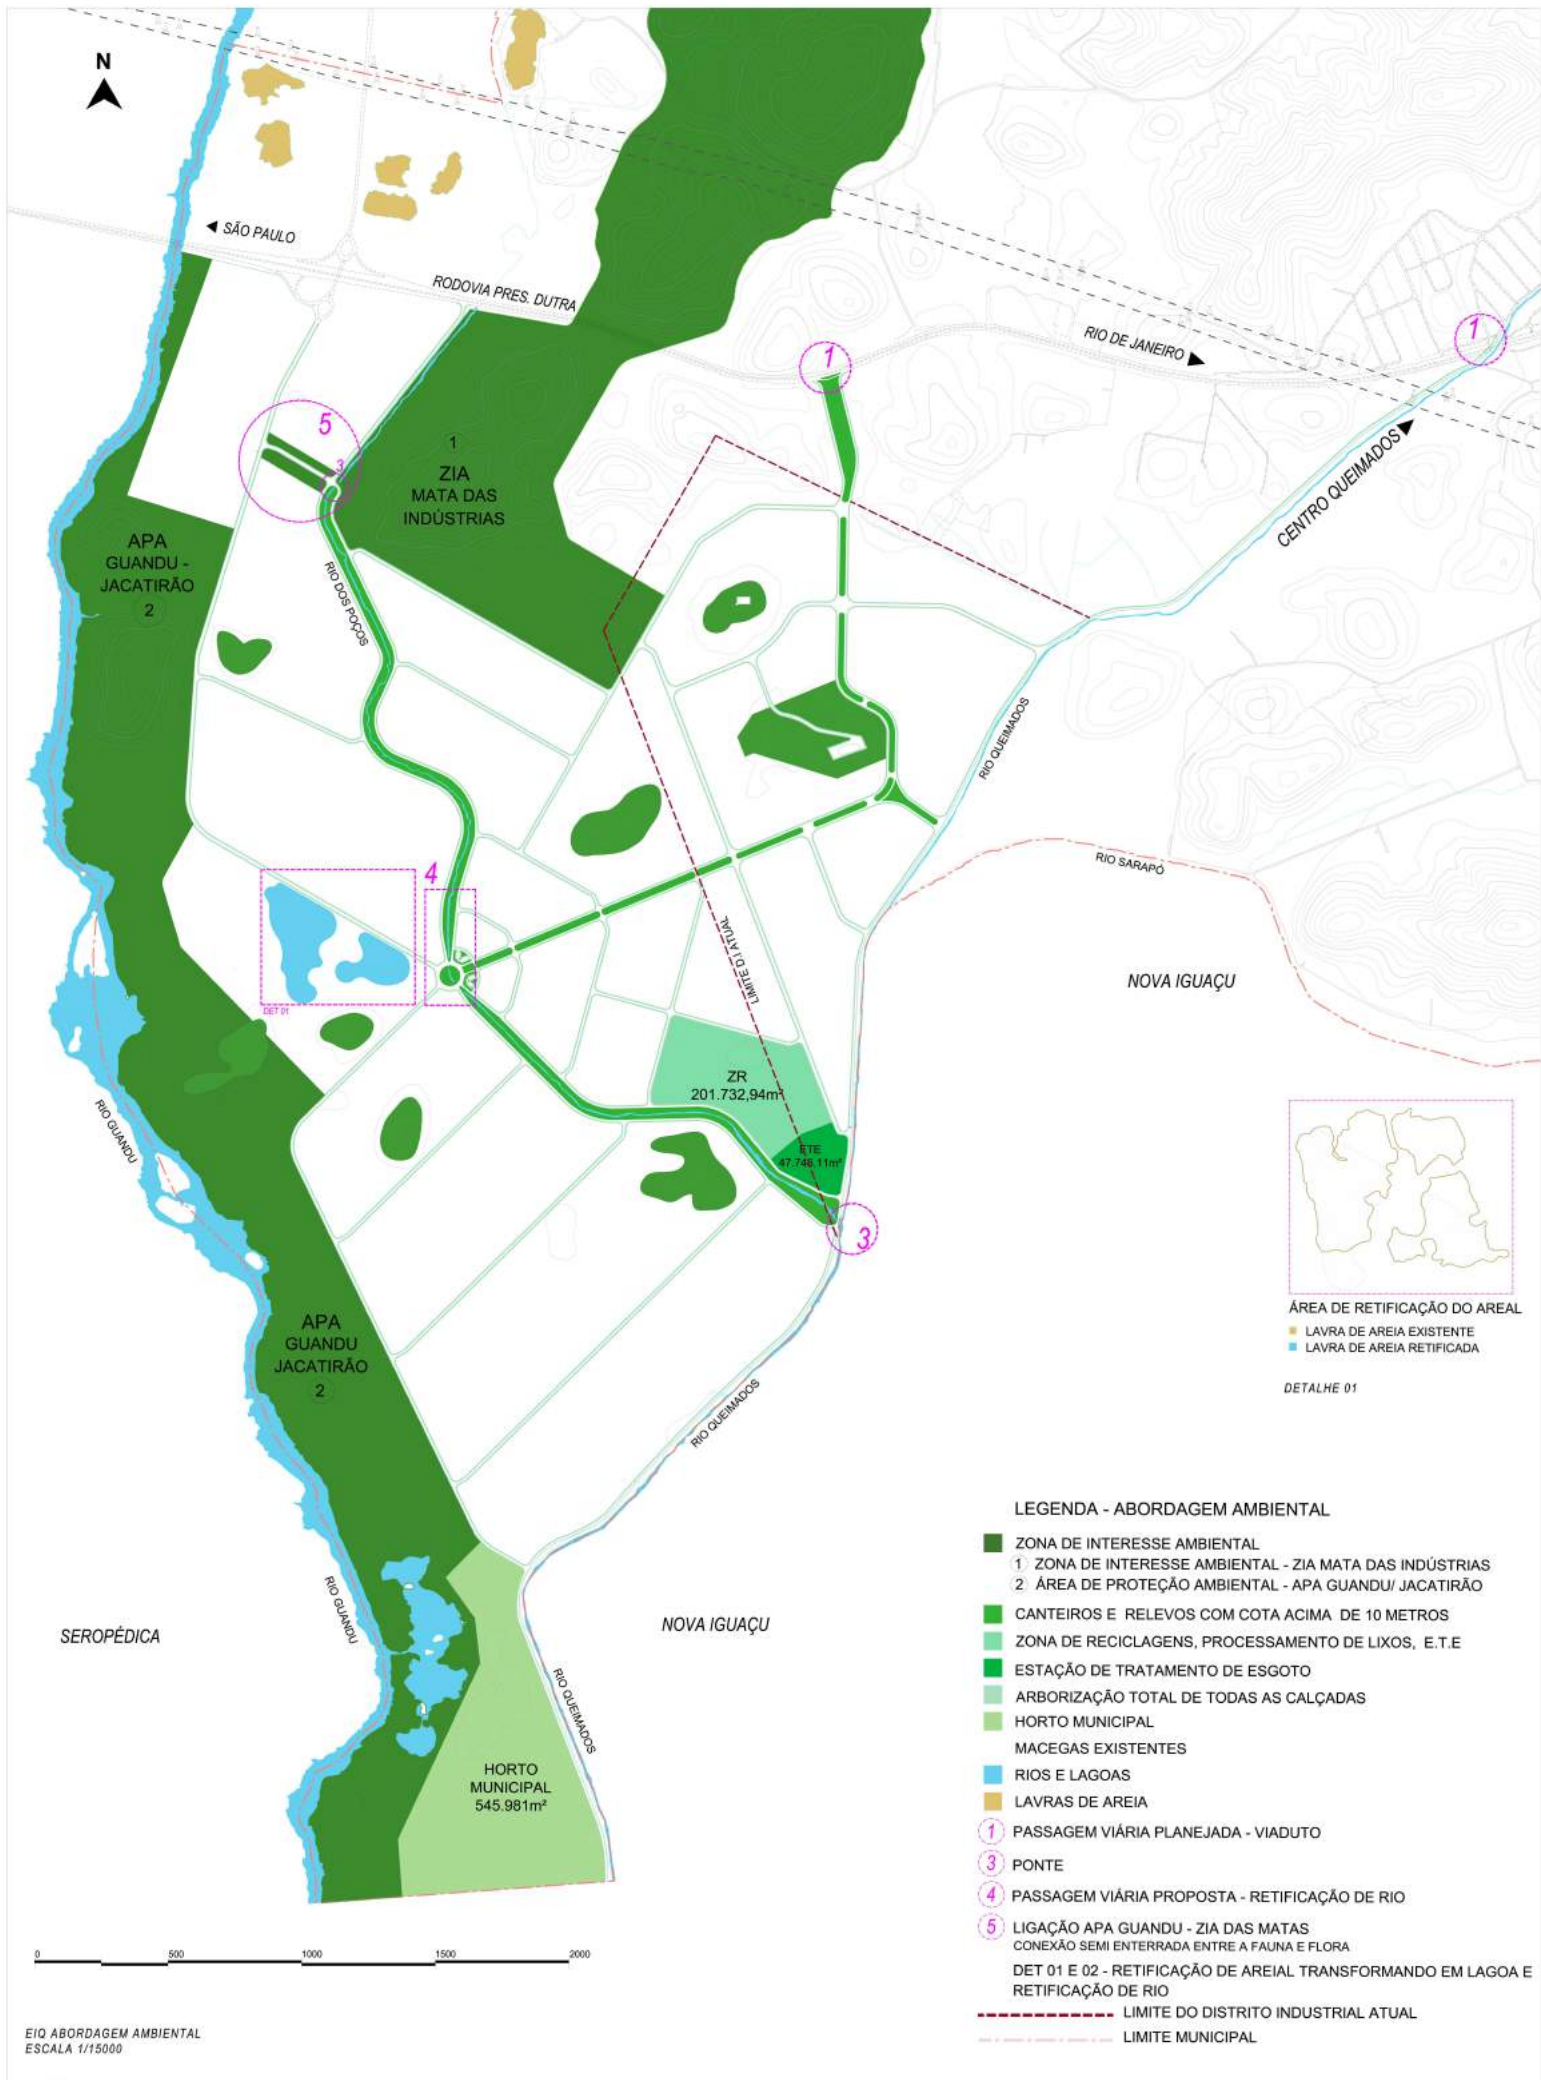 N
SÃO PAULO
RODOVIA PRES. DUTRA
RIO DE JANEIRO
1
1
CENTRO QUEIMADOS
5
3
1
ZIA
MATA DAS
INDÚSTRIAS
APA
GUANDU -
JACATIRÃO
2
RIO DOS POÇOS
RIO QUEIMADOS
RIO SARAPÓ
4
DET 01
LIMITE D.I ATUAL
NOVA IGUAÇU
ZR
201.732,94m²
ETE
47.748,11m²
3
RIO GUANDU
APA
GUANDU
JACATIRÃO
2
RIO QUEIMADOS
ÁREA DE RETIFICAÇÃO DO AREAL
LAVRA DE AREIA EXISTENTE
LAVRA DE AREIA RETIFICADA
DETALHE 01
SEROPÉDICA
RIO GUANDU
NOVA IGUAÇU
RIO QUEIMADOS
HORTO
MUNICIPAL
545.981m²
LEGENDA - ABORDAGEM AMBIENTAL
ZONA DE INTERESSE AMBIENTAL
1 ZONA DE INTERESSE AMBIENTAL - ZIA MATA DAS INDÚSTRIAS
2 ÁREA DE PROTEÇÃO AMBIENTAL - APA GUANDU/ JACATIRÃO
CANTEIROS E RELEVOS COM COTA ACIMA DE 10 METROS
ZONA DE RECICLAGENS, PROCESSAMENTO DE LIXOS, E.T.E
ESTAÇÃO DE TRATAMENTO DE ESGOTO
ARBORIZAÇÃO TOTAL DE TODAS AS CALÇADAS
HORTO MUNICIPAL
MACEGAS EXISTENTES
RIOS E LAGOAS
LAVRAS DE AREIA
1 PASSAGEM VIÁRIA PLANEJADA - VIADUTO
3 PONTE
4 PASSAGEM VIÁRIA PROPOSTA - RETIFICAÇÃO DE RIO
5 LIGAÇÃO APA GUANDU - ZIA DAS MATAS
CONEXÃO SEMI ENTERRADA ENTRE A FAUNA E FLORA
DET 01 E 02 - RETIFICAÇÃO DE AREIAL TRANSFORMANDO EM LAGOA E
RETIFICAÇÃO DE RIO
LIMITE DO DISTRITO INDUSTRIAL ATUAL
LIMITE MUNICIPAL
0 500 1000 1500 2000
EIQ ABORDAGEM AMBIENTAL
ESCALA 1/15000